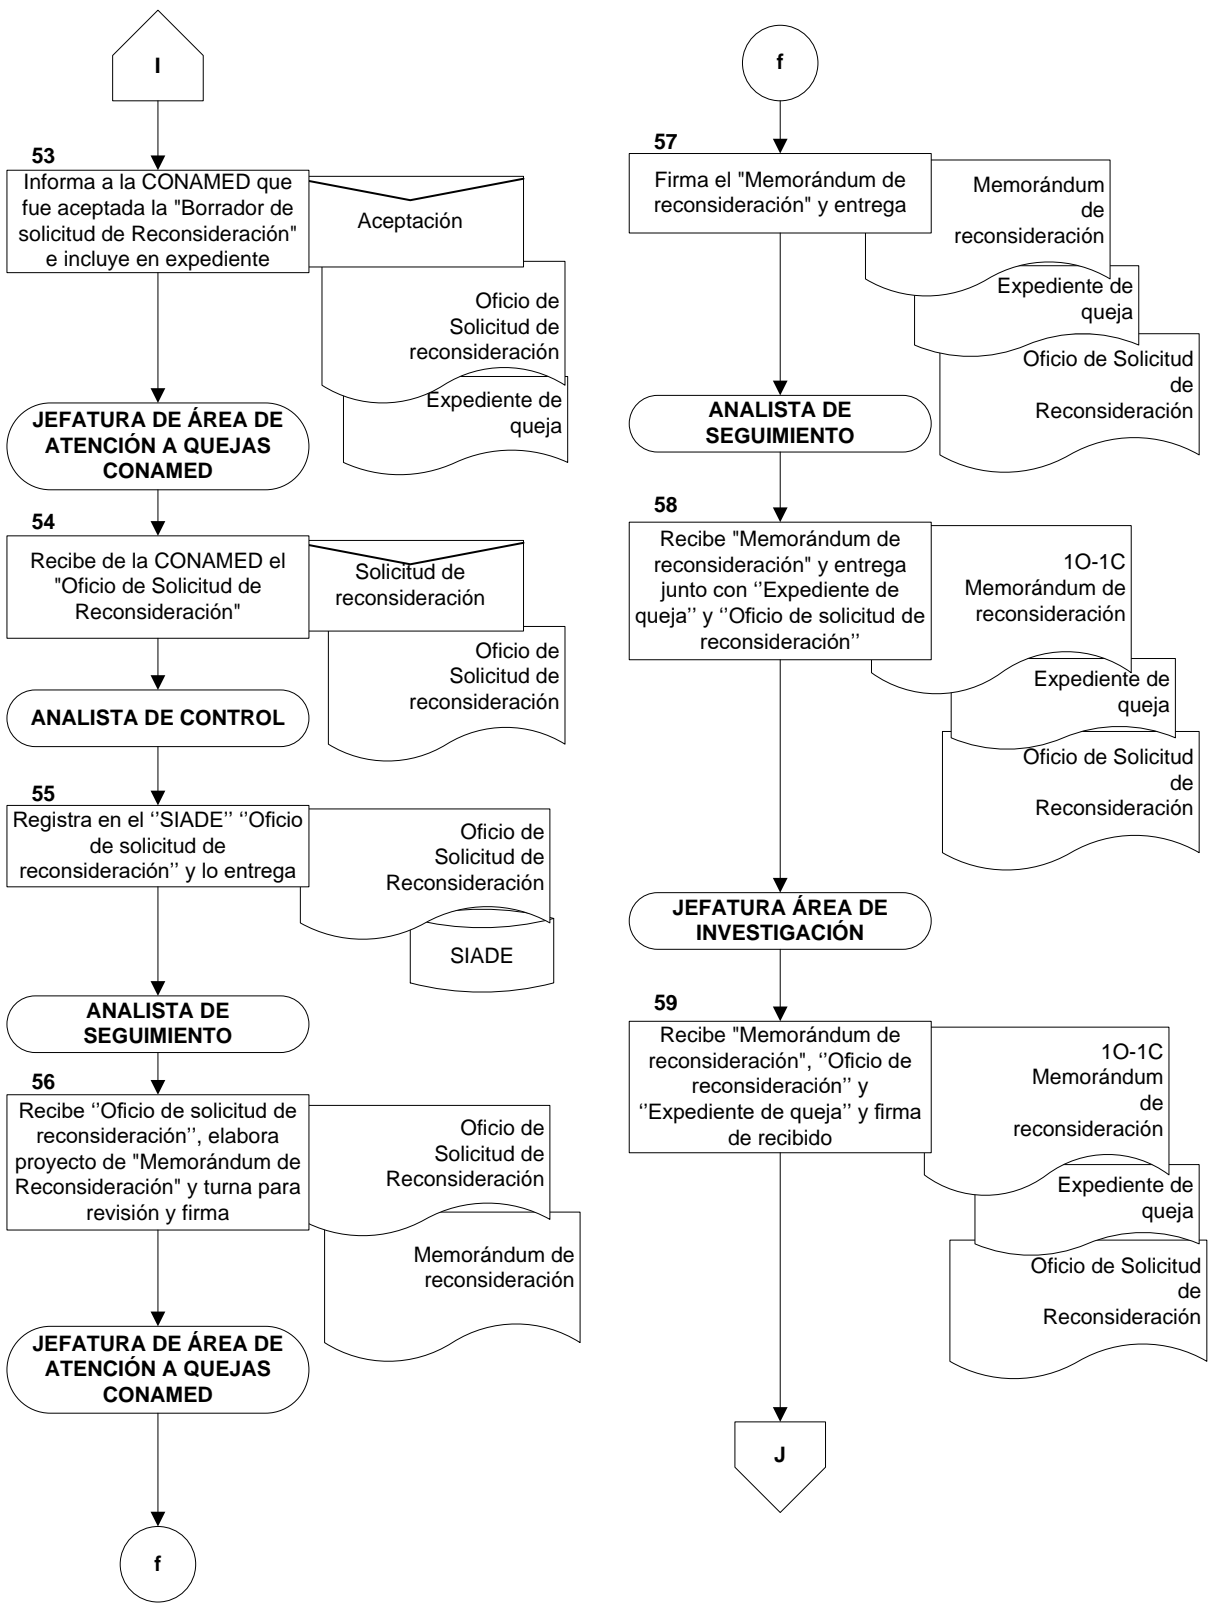 I
53
Informa a la CONAMED que
fue aceptada la "Borrador de
solicitud de Reconsideración"
e incluye en expediente
Aceptación
Oficio de
Solicitud de
reconsideración
Expediente de
queja
JEFATURA DE ÁREA DE
ATENCIÓN A QUEJAS
CONAMED
54
Recibe de la CONAMED el
"Oficio de Solicitud de
Reconsideración"
Solicitud de
reconsideración
Oficio de
Solicitud de
reconsideración
ANALISTA DE CONTROL
55
Registra en el ‘’SIADE’’ ‘’Oficio
de solicitud de
reconsideración’’ y lo entrega
Oficio de
Solicitud de
Reconsideración
SIADE
ANALISTA DE
SEGUIMIENTO
56
Recibe ‘’Oficio de solicitud de
reconsideración’’, elabora
proyecto de "Memorándum de
Reconsideración" y turna para
revisión y firma
Oficio de
Solicitud de
Reconsideración
Memorándum de
reconsideración
JEFATURA DE ÁREA DE
ATENCIÓN A QUEJAS
CONAMED
f
f
57
Firma el "Memorándum de
reconsideración" y entrega
Memorándum
de
reconsideración
Expediente de
queja
Oficio de Solicitud
de
Reconsideración
ANALISTA DE
SEGUIMIENTO
58
Recibe "Memorándum de
reconsideración" y entrega
junto con ‘’Expediente de
queja’’ y ‘’Oficio de solicitud de
reconsideración’’
1O-1C
Memorándum de
reconsideración
Expediente de
queja
Oficio de Solicitud
de
Reconsideración
JEFATURA ÁREA DE
INVESTIGACIÓN
59
Recibe "Memorándum de
reconsideración", ‘’Oficio de
reconsideración’’ y
‘’Expediente de queja’’ y firma
de recibido
1O-1C
Memorándum
de
reconsideración
Expediente de
queja
Oficio de Solicitud
de
Reconsideración
J